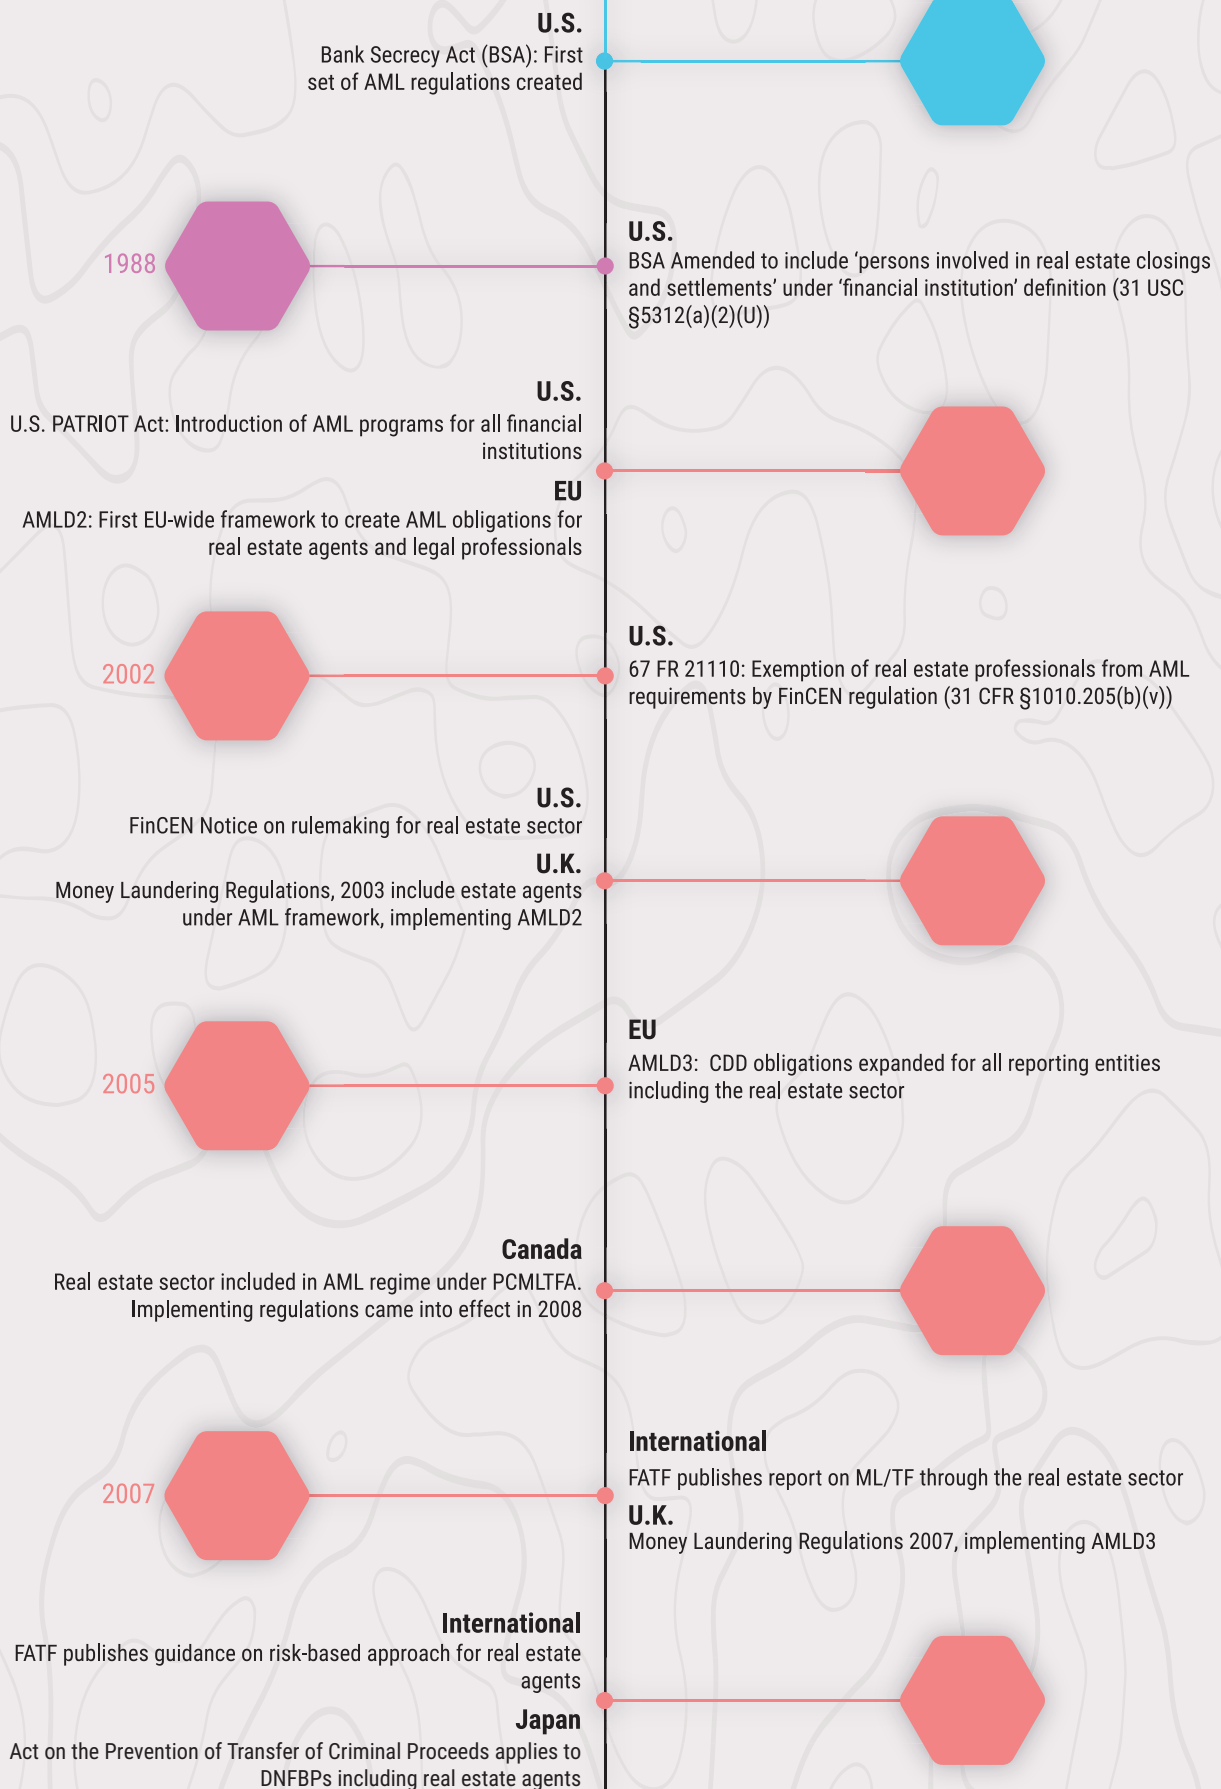 U.S.
Bank Secrecy Act (BSA): First
set of AML regulations created
1988
U.S.
BSA Amended to include ‘persons involved in real estate closings
and settlements’ under ‘financial institution’ definition (31 USC
§5312(a)(2)(U))
U.S.
U.S. PATRIOT Act: Introduction of AML programs for all financial
institutions
EU
AMLD2: First EU-wide framework to create AML obligations for
real estate agents and legal professionals
2002
U.S.
67 FR 21110: Exemption of real estate professionals from AML
requirements by FinCEN regulation (31 CFR §1010.205(b)(v))
U.S.
FinCEN Notice on rulemaking for real estate sector
U.K.
Money Laundering Regulations, 2003 include estate agents
under AML framework, implementing AMLD2
2005
EU
AMLD3:  CDD obligations expanded for all reporting entities
including the real estate sector
Canada
Real estate sector included in AML regime under PCMLTFA.
Implementing regulations came into effect in 2008
2007
International
FATF publishes report on ML/TF through the real estate sector
U.K.
Money Laundering Regulations 2007, implementing AMLD3
International
FATF publishes guidance on risk-based approach for real estate
agents
Japan
Act on the Prevention of Transfer of Criminal Proceeds applies to
DNFBPs including real estate agents